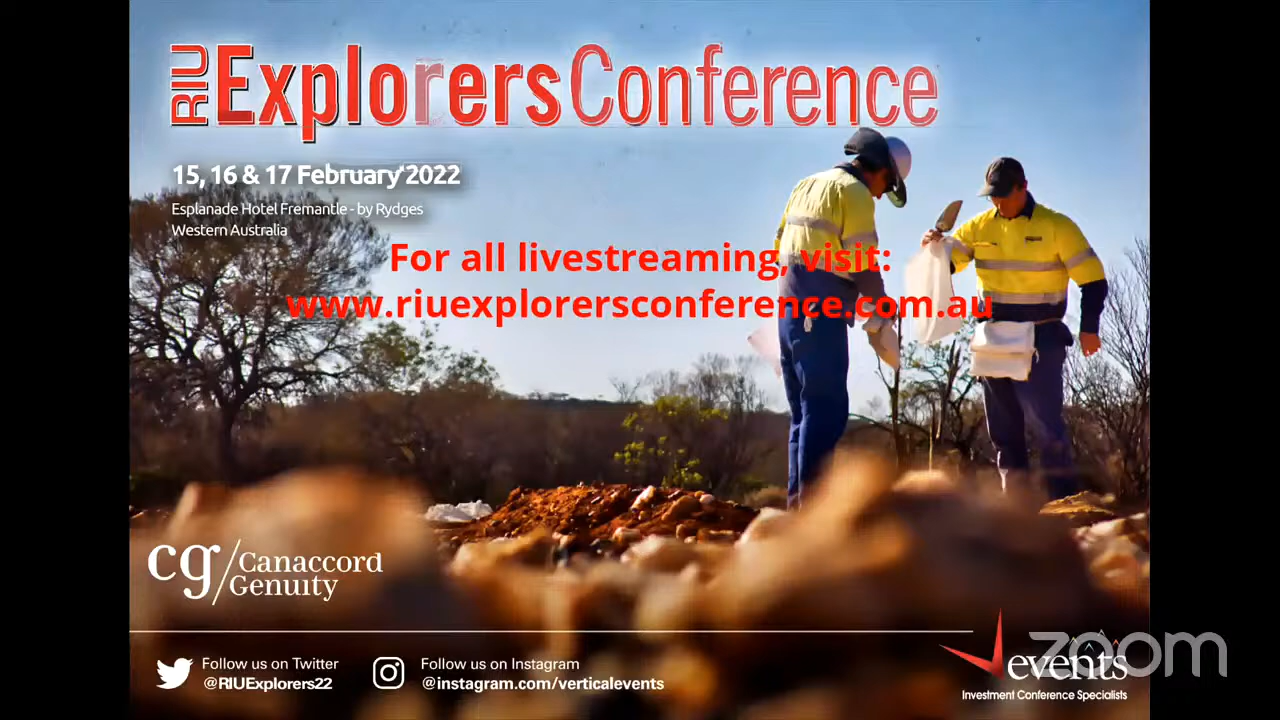 RIU ExplorersConference
15, 16 & 17 February 2022
Esplanade Hotel Fremantle - by Rydges
Western Australia
For all livestreaming, visit:
www.riuexplorersconference.com.au
cg/Canaccord
Genuity
Follow us on Twitter
@RIUExplorers22
Follow us on Instagram
@instagram.com/verticalevents
events
Investment Conference Specialists
zoom